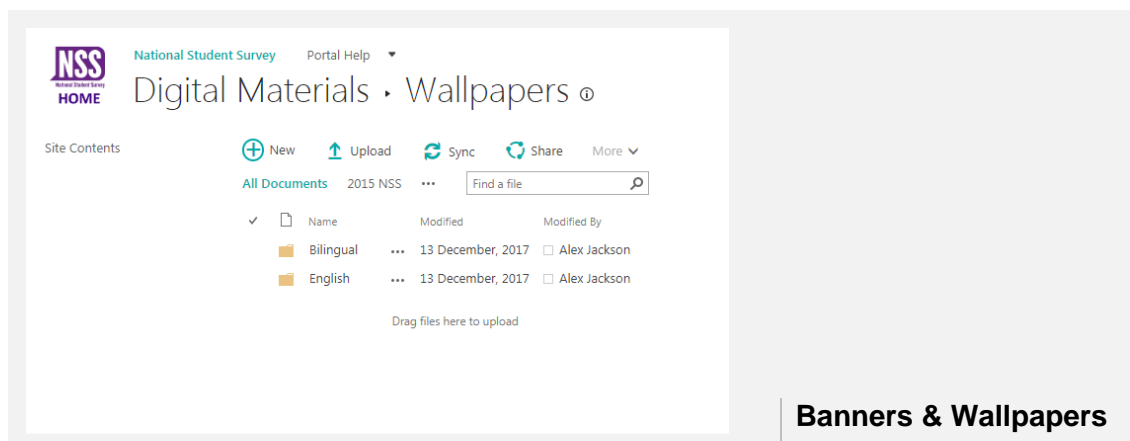 NSS
National Student Survey
HOME
National Student Survey Portal Help
Digital Materials ‣ Wallpapers
Site Contents
New Upload Sync Share More
All Documents 2015 NSS ••• Find a file
Name Modified Modified By
Bilingual ••• 13 December, 2017 Alex Jackson
English ••• 13 December, 2017 Alex Jackson
Drag files here to upload
Banners & Wallpapers